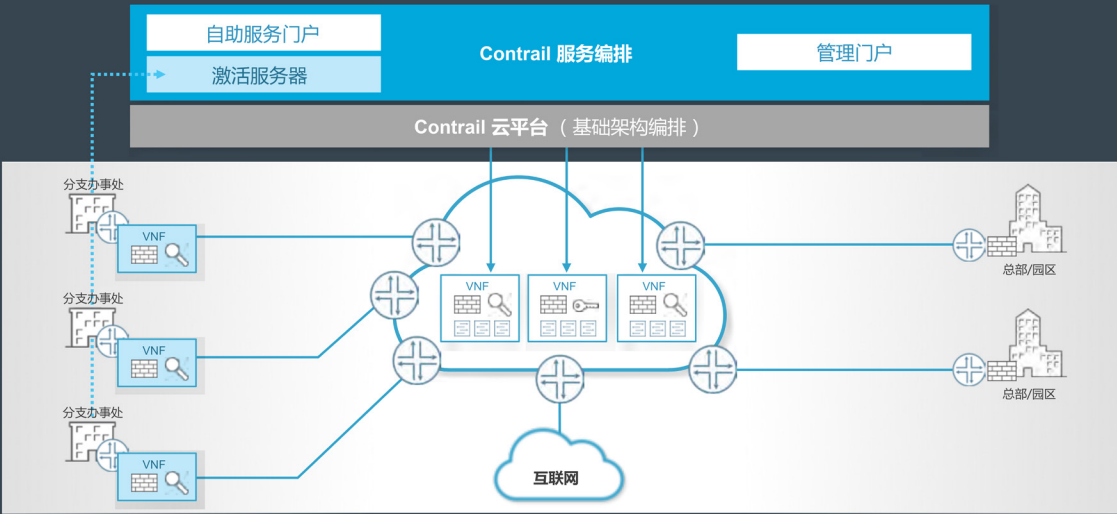 自助服务门户
激活服务器
Contrail 服务编排
管理门户
Contrail 云平台（基础架构编排）
分支办事处
VNF
分支办事处
VNF
分支办事处
VNF
VNF
VNF
VNF
互联网
总部/园区
总部/园区